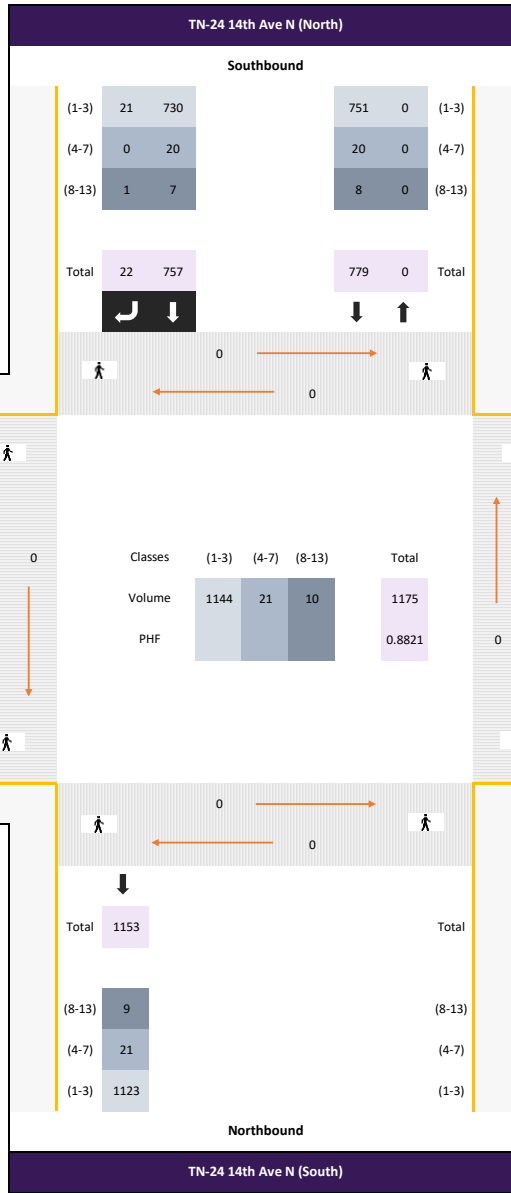 TN-24 14th Ave N (North)
Southbound
(1-3) 21 730 751 0 (1-3)
(4-7) 0 20 20 0 (4-7)
(8-13) 1 7 8 0 (8-13)
Total 22 757 779 0 Total
0
0
0
Classes (1-3) (4-7) (8-13) Total
Volume 1144 21 10 1175
PHF 0.8821
0
0
0
Total 1153 Total
(8-13) 9 (8-13)
(4-7) 21 (4-7)
(1-3) 1123 (1-3)
Northbound
TN-24 14th Ave N (South)